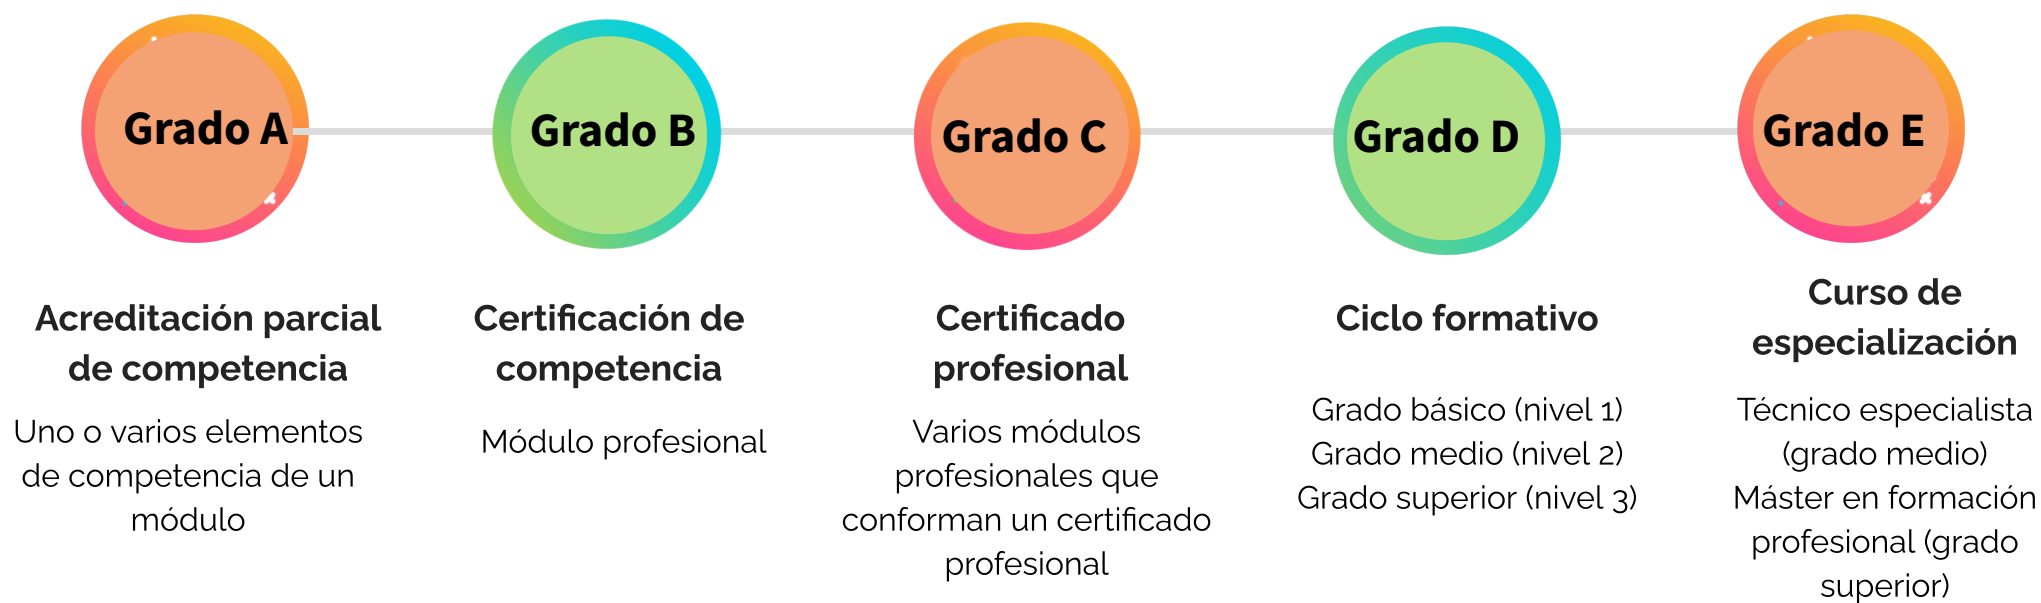 Grado A
Grado B
Grado C
Grado D
Grado E
Acreditación parcial
de competencia
Uno o varios elementos
de competencia de un
módulo
Certificación de
competencia
Módulo profesional
Certificado
profesional
Varios módulos
profesionales que
conforman un certificado
profesional
Ciclo formativo
Grado básico (nivel 1)
Grado medio (nivel 2)
Grado superior (nivel 3)
Curso de
especialización
Técnico especialista
(grado medio)
Máster en formación
profesional (grado
superior)